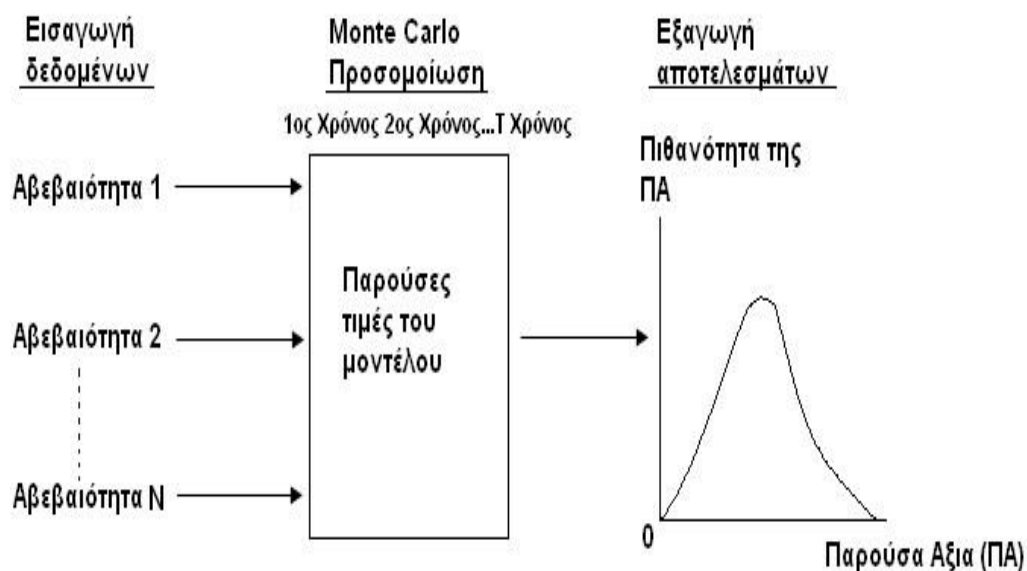 Εισαγωγή
δεδομένων
Monte Carlo
Προσομοίωση
Εξαγωγή
αποτελεσμάτων
1ος Χρόνος 2ος Χρόνος...Τ Χρόνος
Αβεβαιότητα 1
Αβεβαιότητα 2
Αβεβαιότητα Ν
Παρούσες
τιμές του
μοντέλου
Πιθανότητα της
ΠΑ
0
Παρούσα Αξια (ΠΑ)